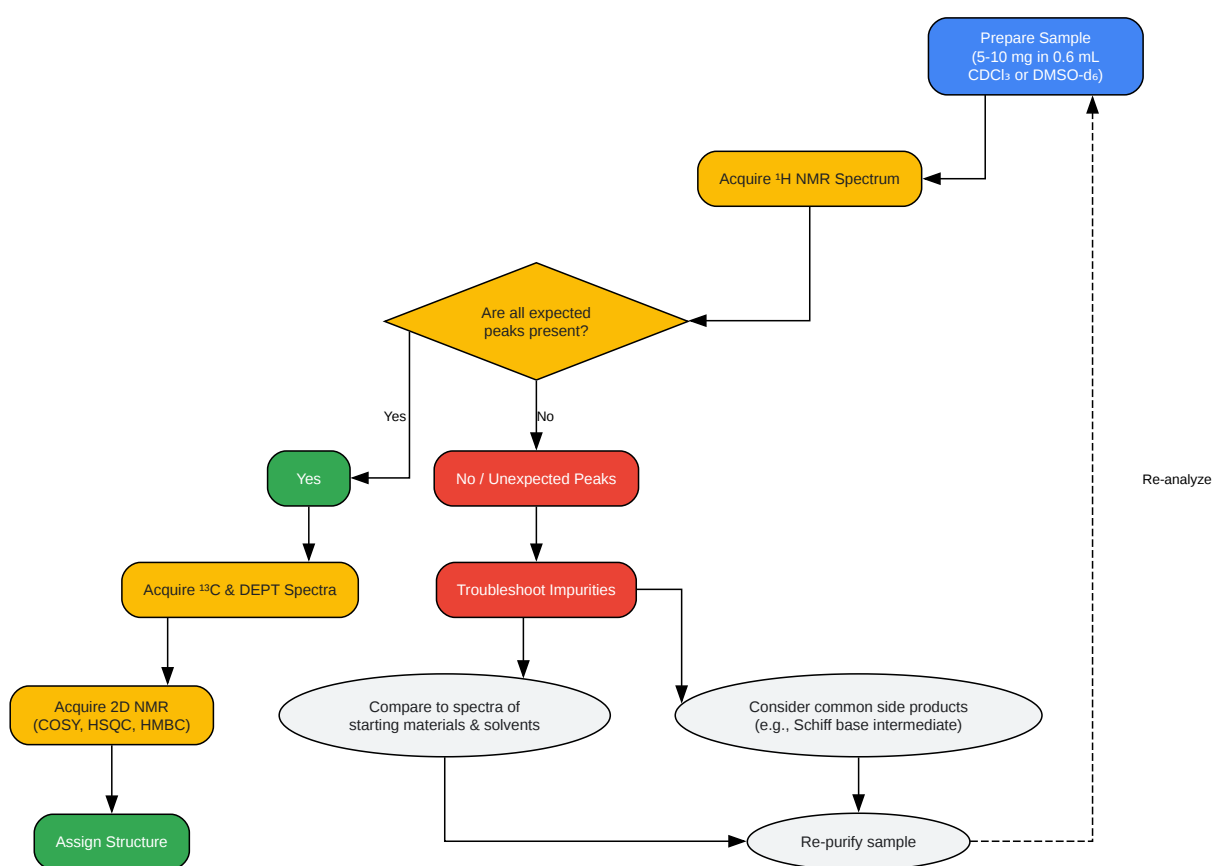 Prepare Sample
(5-10 mg in 0.6 mL
CDCl₃ or DMSO-d₆)
Acquire ¹H NMR Spectrum
Are all expected
peaks present?
Yes
No
Yes
No / Unexpected Peaks
Re-analyze
Acquire ¹³C & DEPT Spectra
Troubleshoot Impurities
Acquire 2D NMR
(COSY, HSQC, HMBC)
Compare to spectra of
starting materials & solvents
Consider common side products
(e.g., Schiff base intermediate)
Assign Structure
Re-purify sample